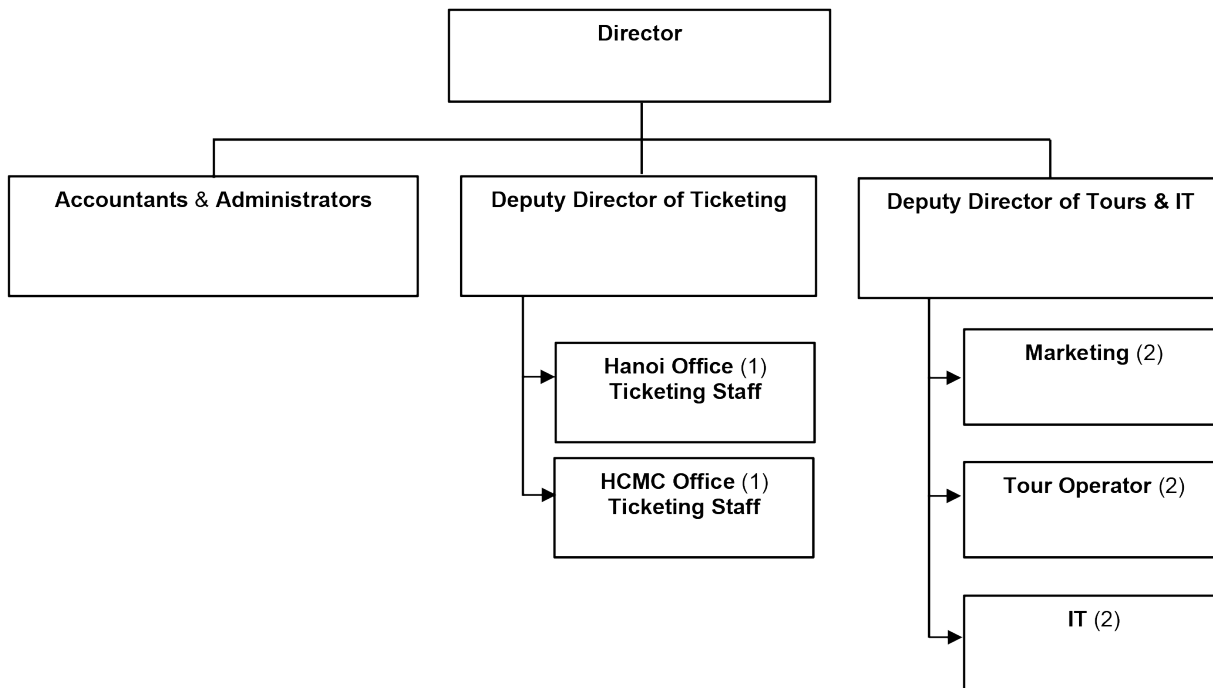 Director
Accountants & Administrators
Deputy Director of Ticketing
Deputy Director of Tours & IT
Hanoi Office (1)
Ticketing Staff
HCMC Office (1)
Ticketing Staff
Marketing (2)
Tour Operator (2)
IT (2)